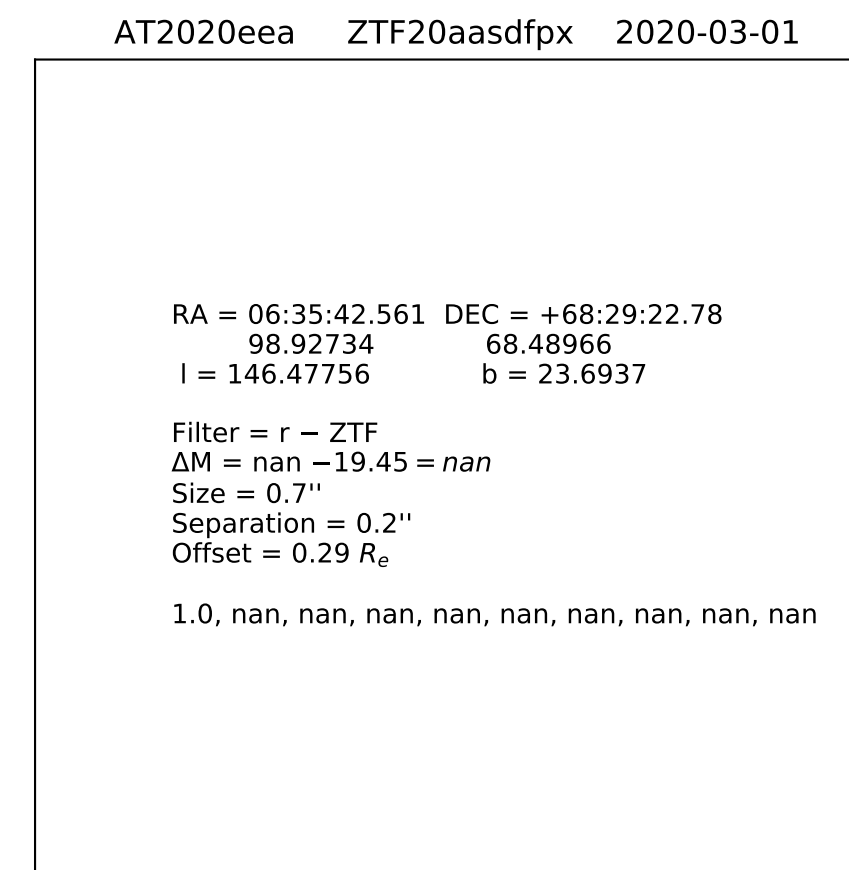 AT2020eea ZTF20aasdfpx 2020-03-01
RA = 06:35:42.561 DEC = +68:29:22.78
98.92734 68.48966
l = 146.47756 b = 23.6937
Filter = r − ZTF
ΔM = nan −19.45 = nan
Size = 0.7''
Separation = 0.2''
Offset = 0.29 Re
1.0, nan, nan, nan, nan, nan, nan, nan, nan, nan